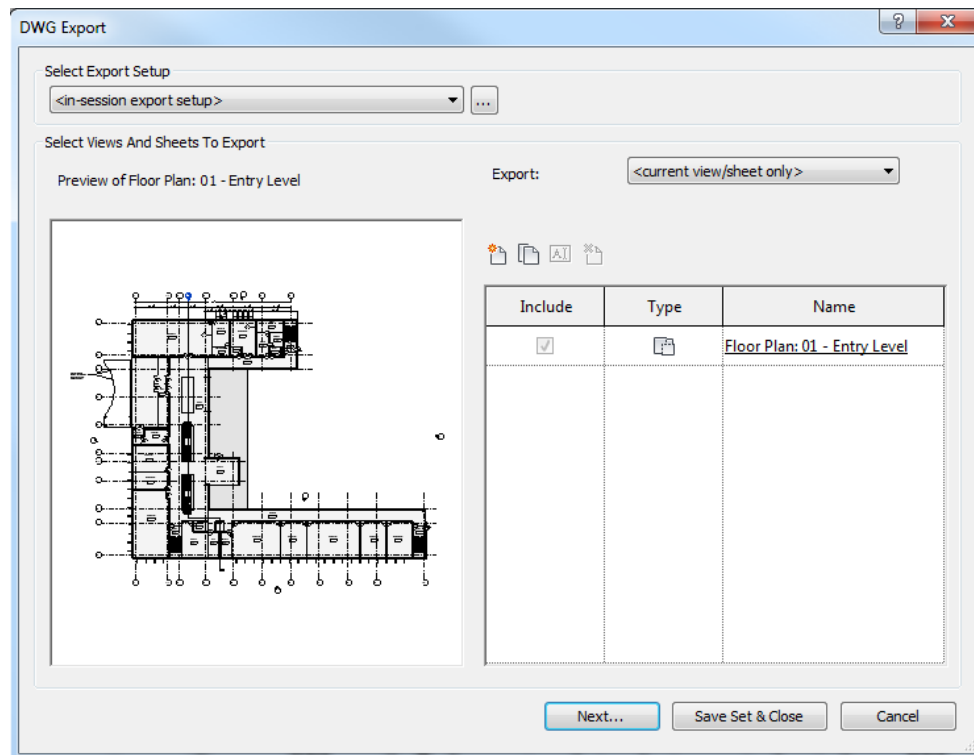 DWG Export
Select Export Setup
<in-session export setup>
...
Select Views And Sheets To Export
Preview of Floor Plan: 01 - Entry Level
Export:
<current view/sheet only>
Include
Type
Name
Floor Plan: 01 - Entry Level
Next...
Save Set & Close
Cancel